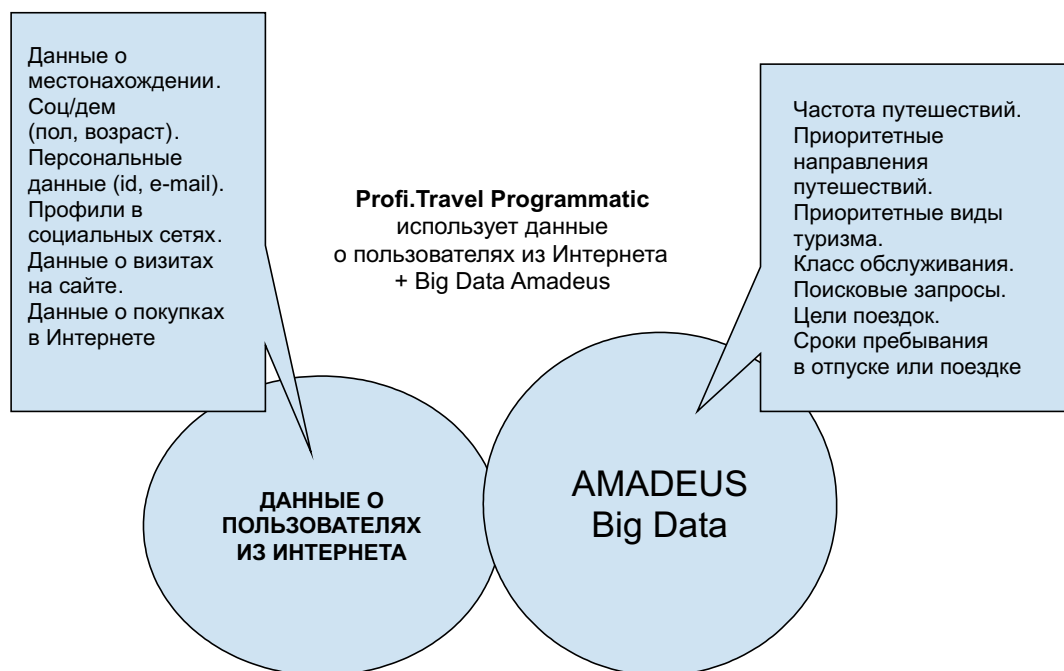 Данные о
местонахождении.
Соц/дем
(пол, возраст).
Персональные
данные (id, e-mail).
Профили в
социальных сетях.
Данные о визитах
на сайте.
Данные о покупках
в Интернете
Profi.Travel Programmatic
использует данные
о пользователях из Интернета
+ Big Data Amadeus
Частота путешествий.
Приоритетные
направления
путешествий.
Приоритетные виды
туризма.
Класс обслуживания.
Поисковые запросы.
Цели поездок.
Сроки пребывания
в отпуске или поездке
ДАННЫЕ О
ПОЛЬЗОВАТЕЛЯХ
ИЗ ИНТЕРНЕТА
AMADEUS
Big Data